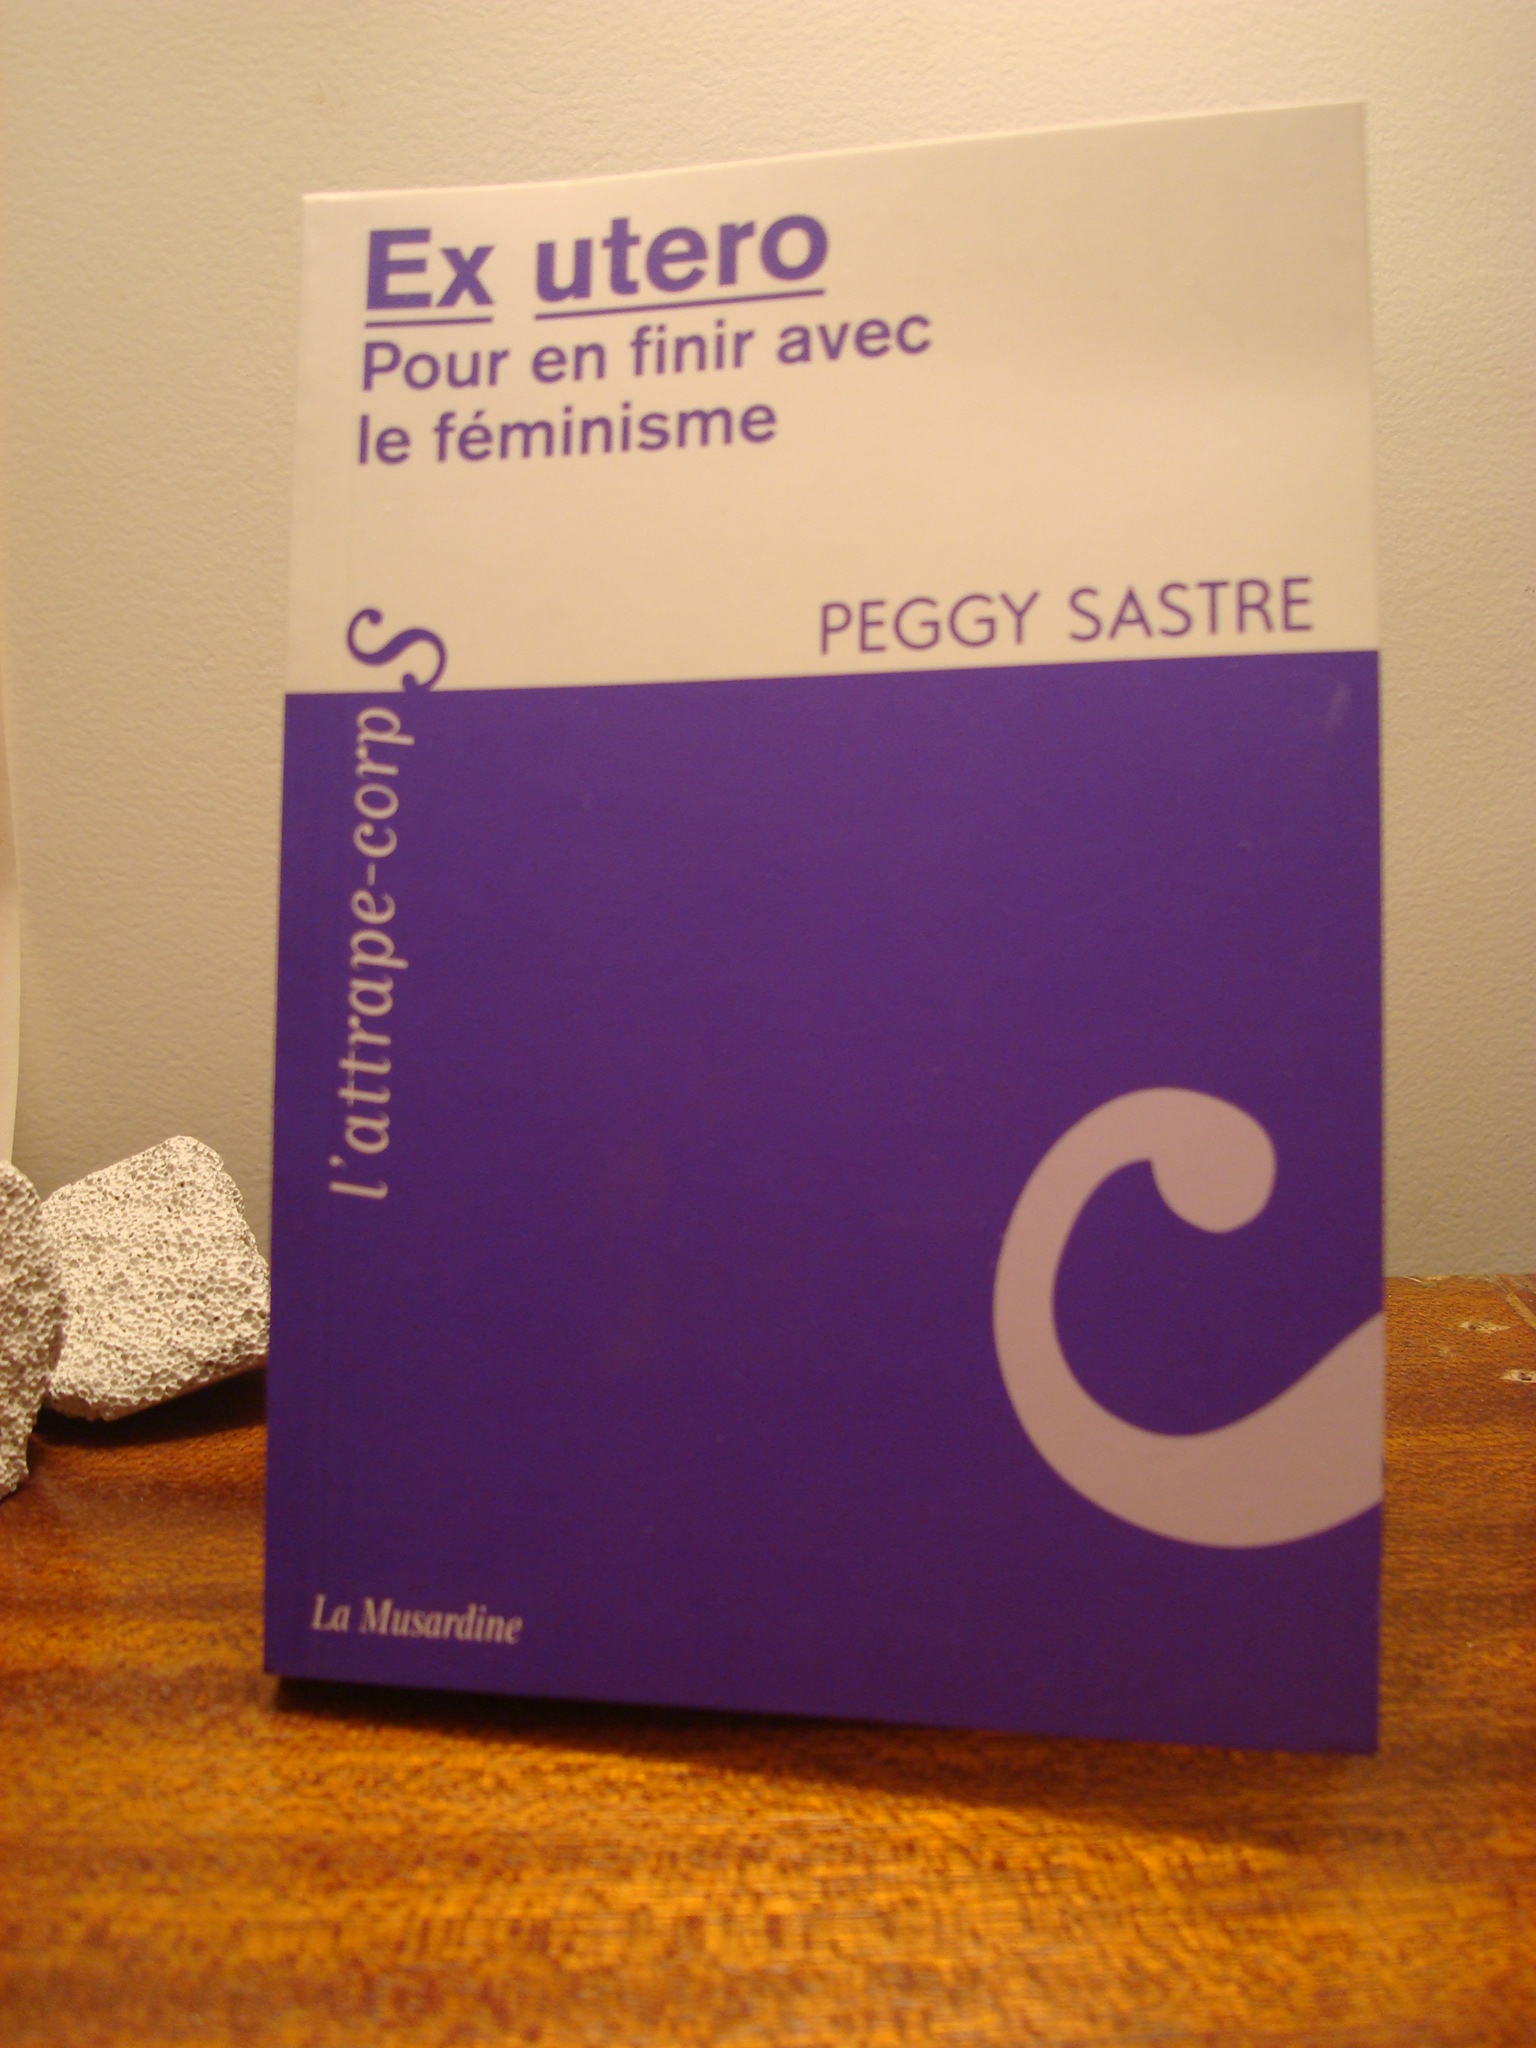 Ex utero
Pour en finir avec
le féminisme
PEGGY SASTRE
l'attrape-corpS
C
La Musardine